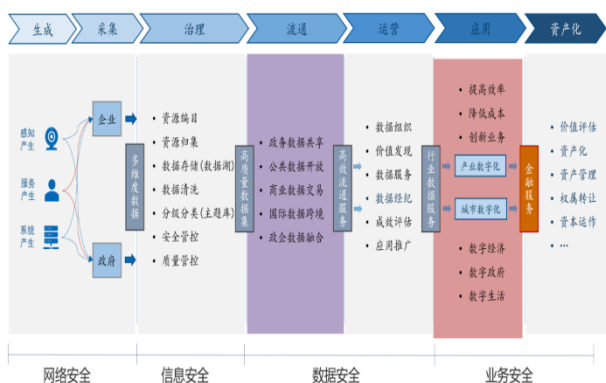 生成
采集
治理
流通
运营
应用
资产化
感知
产生
服务
产生
系统
产生
企业
政府
多维度数据
• 资源编目
• 资源归集
• 数据存储(数据湖)
• 数据清洗
• 分级分类(主题库)
• 安全管控
• 质量管控
高质量数据集
• 政务数据共享
• 公共数据开放
• 商业数据交易
• 国际数据跨境
• 政企数据融合
高效流通服务
• 数据组织
• 价值发现
• 数据服务
• 数据经纪
• 成效评估
• 应用推广
行业数据服务
• 提高效率
• 降低成本
• 创新业务
产业数字化
城市数字化
• 数字经济
• 数字政府
• 数字生活
金融服务
• 价值评估
• 资产化
• 资产管理
• 权属转让
• 资本运作
• …
网络安全
信息安全
数据安全
业务安全